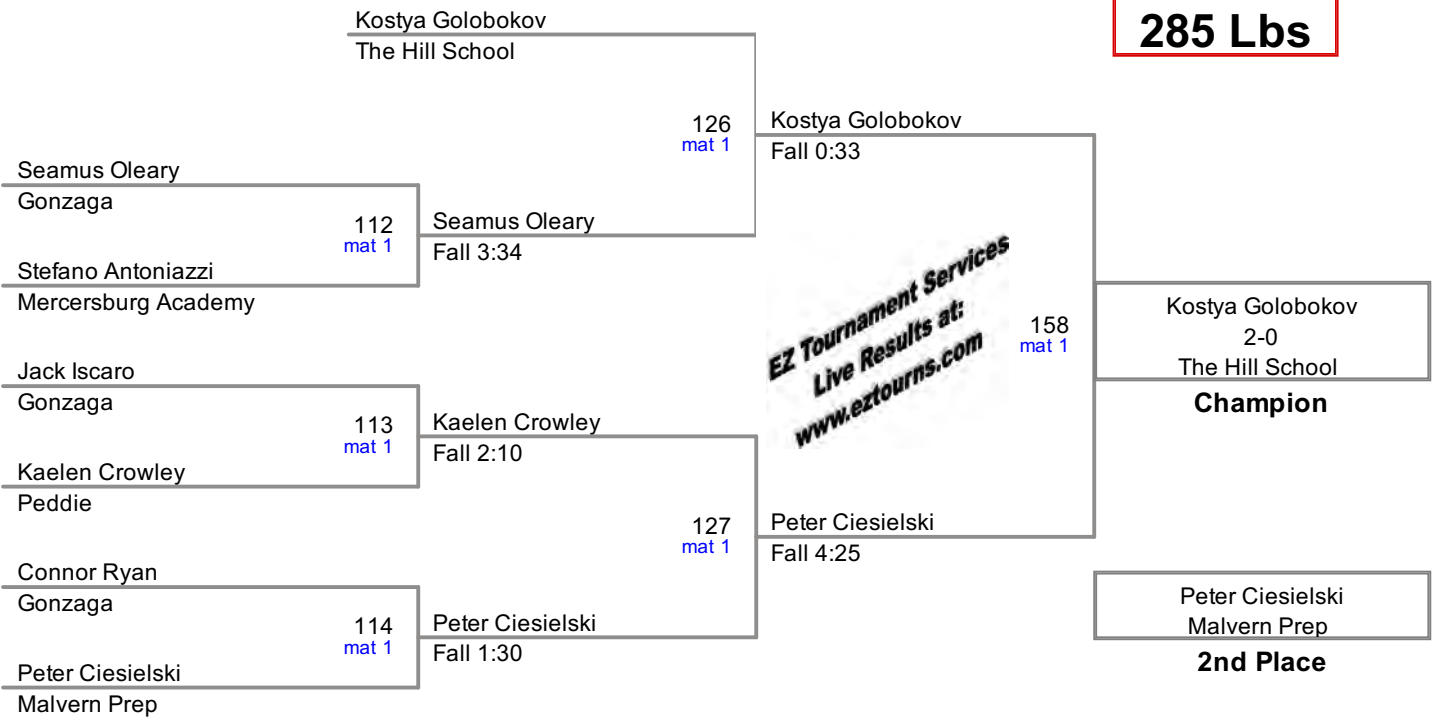 Kostya Golobokov
The Hill School
285 Lbs
126
mat 1
Kostya Golobokov
Fall 0:33
Seamus Oleary
Gonzaga
112
mat 1
Seamus Oleary
Fall 3:34
Stefano Antoniazzi
Mercersburg Academy
EZ Tournament Services
Live Results at:
www.eztourns.com
158
mat 1
Kostya Golobokov
2-0
The Hill School
Champion
Jack Iscaro
Gonzaga
113
mat 1
Kaelen Crowley
Fall 2:10
Kaelen Crowley
Peddie
127
mat 1
Peter Ciesielski
Fall 4:25
Connor Ryan
Gonzaga
114
mat 1
Peter Ciesielski
Fall 1:30
Peter Ciesielski
Malvern Prep
Peter Ciesielski
Malvern Prep
2nd Place